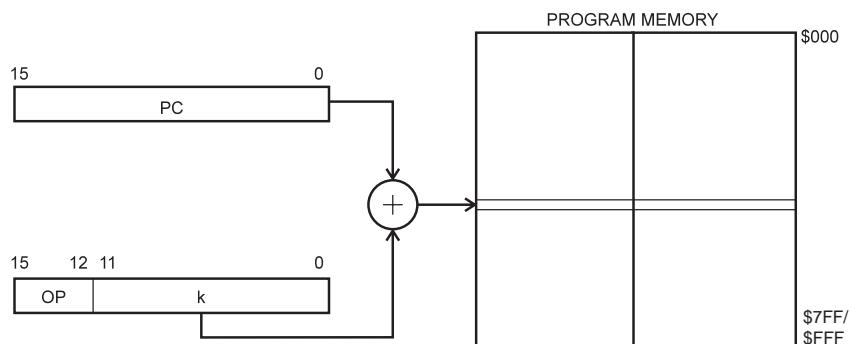 PROGRAM MEMORY
$000
15 0
PC
+
15 12 11 0
OP k
$7FF/
$FFF